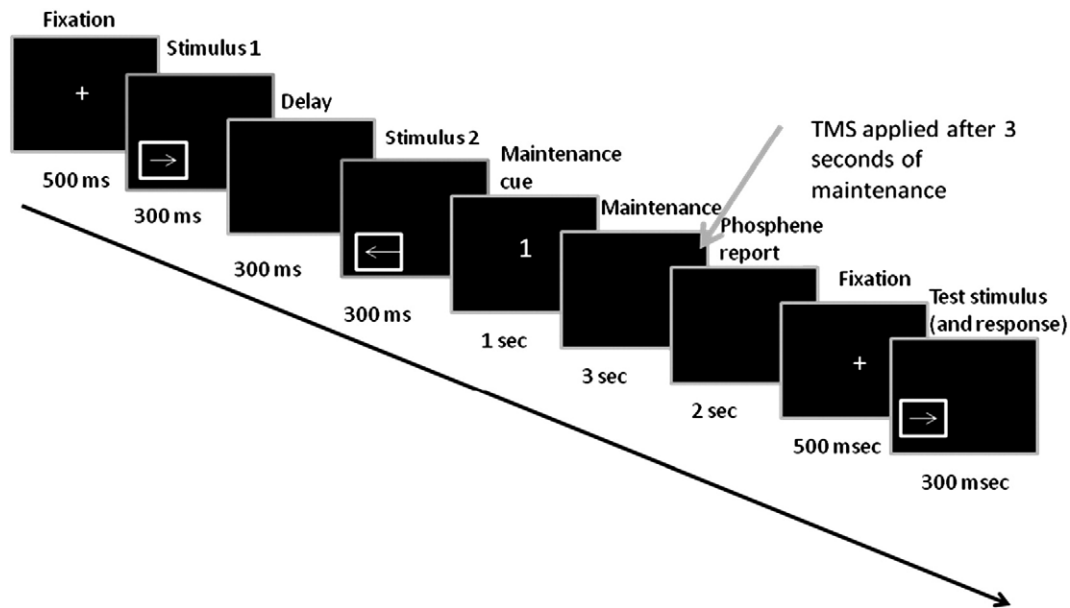 Fixation
+
500 ms
Stimulus 1
300 ms
Delay
300 ms
Stimulus 2
300 ms
Maintenance
cue
1
1 sec
Maintenance
3 sec
TMS applied after 3
seconds of
maintenance
Phosphene
report
2 sec
Fixation
+
500 msec
Test stimulus
(and response)
300 msec